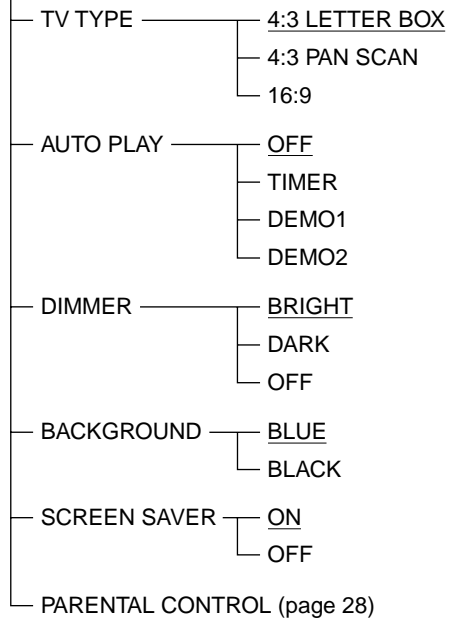 TV TYPE 4:3 LETTER BOX
4:3 PAN SCAN
16:9
AUTO PLAY OFF
TIMER
DEMO1
DEMO2
DIMMER BRIGHT
DARK
OFF
BACKGROUND BLUE
BLACK
SCREEN SAVER ON
OFF
PARENTAL CONTROL (page 28)